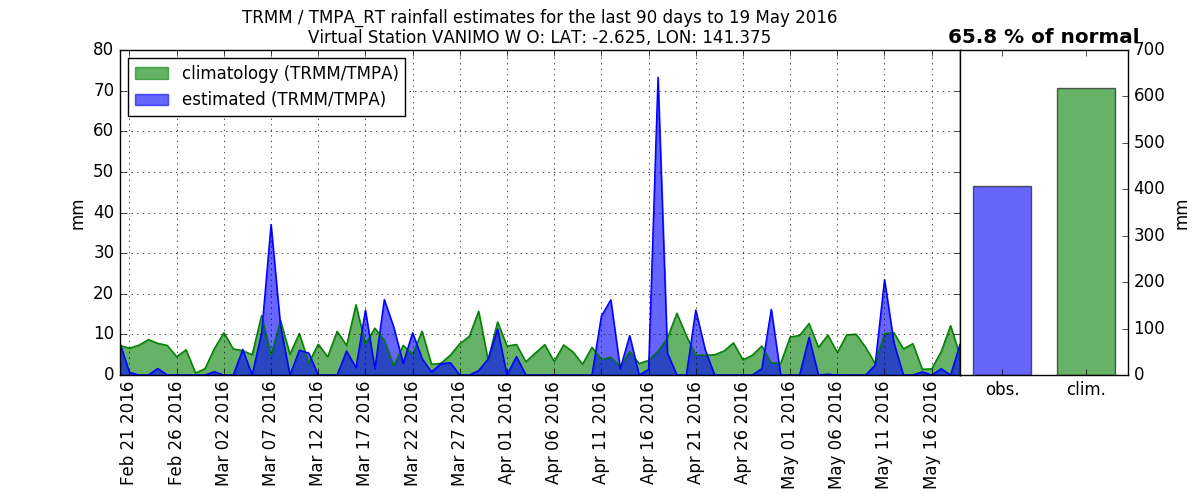 TRMM / TMPA_RT rainfall estimates for the last 90 days to 19 May 2016
Virtual Station VANIMO W O: LAT: -2.625, LON: 141.375
65.8 % of normal
climatology (TRMM/TMPA)
estimated (TRMM/TMPA)
mm
80
70
60
50
40
30
20
10
0
Feb 21 2016
Feb 26 2016
Mar 02 2016
Mar 07 2016
Mar 12 2016
Mar 17 2016
Mar 22 2016
Mar 27 2016
Apr 01 2016
Apr 06 2016
Apr 11 2016
Apr 16 2016
Apr 21 2016
Apr 26 2016
May 01 2016
May 06 2016
May 11 2016
May 16 2016
obs.
clim.
700
600
500
400
300
200
100
0
mm